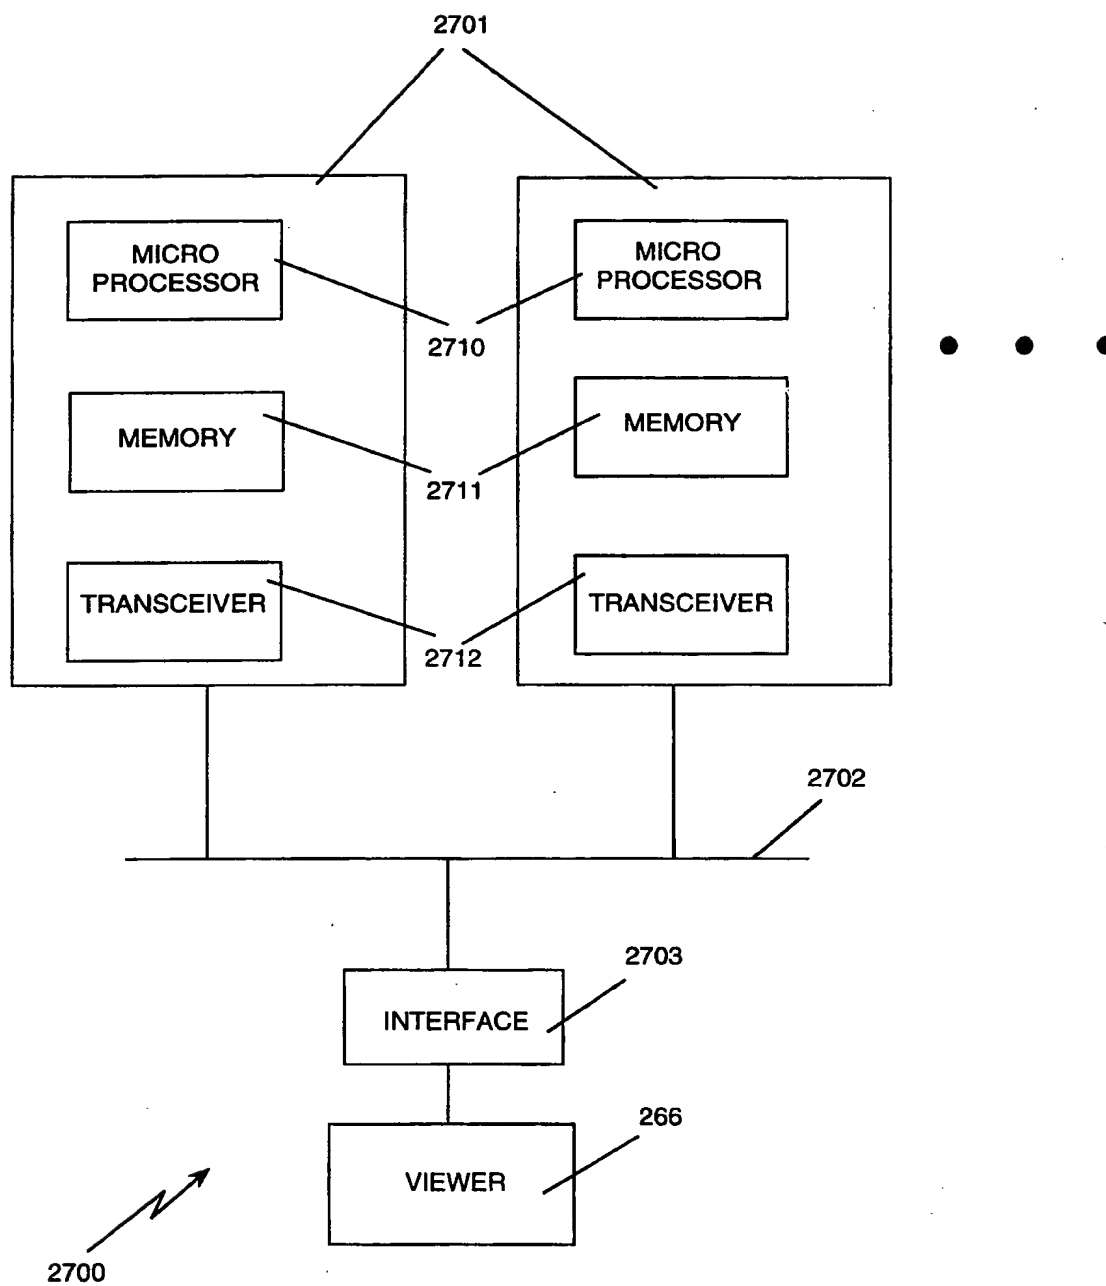 2701
MICRO
PROCESSOR
MICRO
PROCESSOR
2710
MEMORY
MEMORY
2711
TRANSCEIVER
TRANSCEIVER
2712
2702
2703
INTERFACE
266
VIEWER
2700